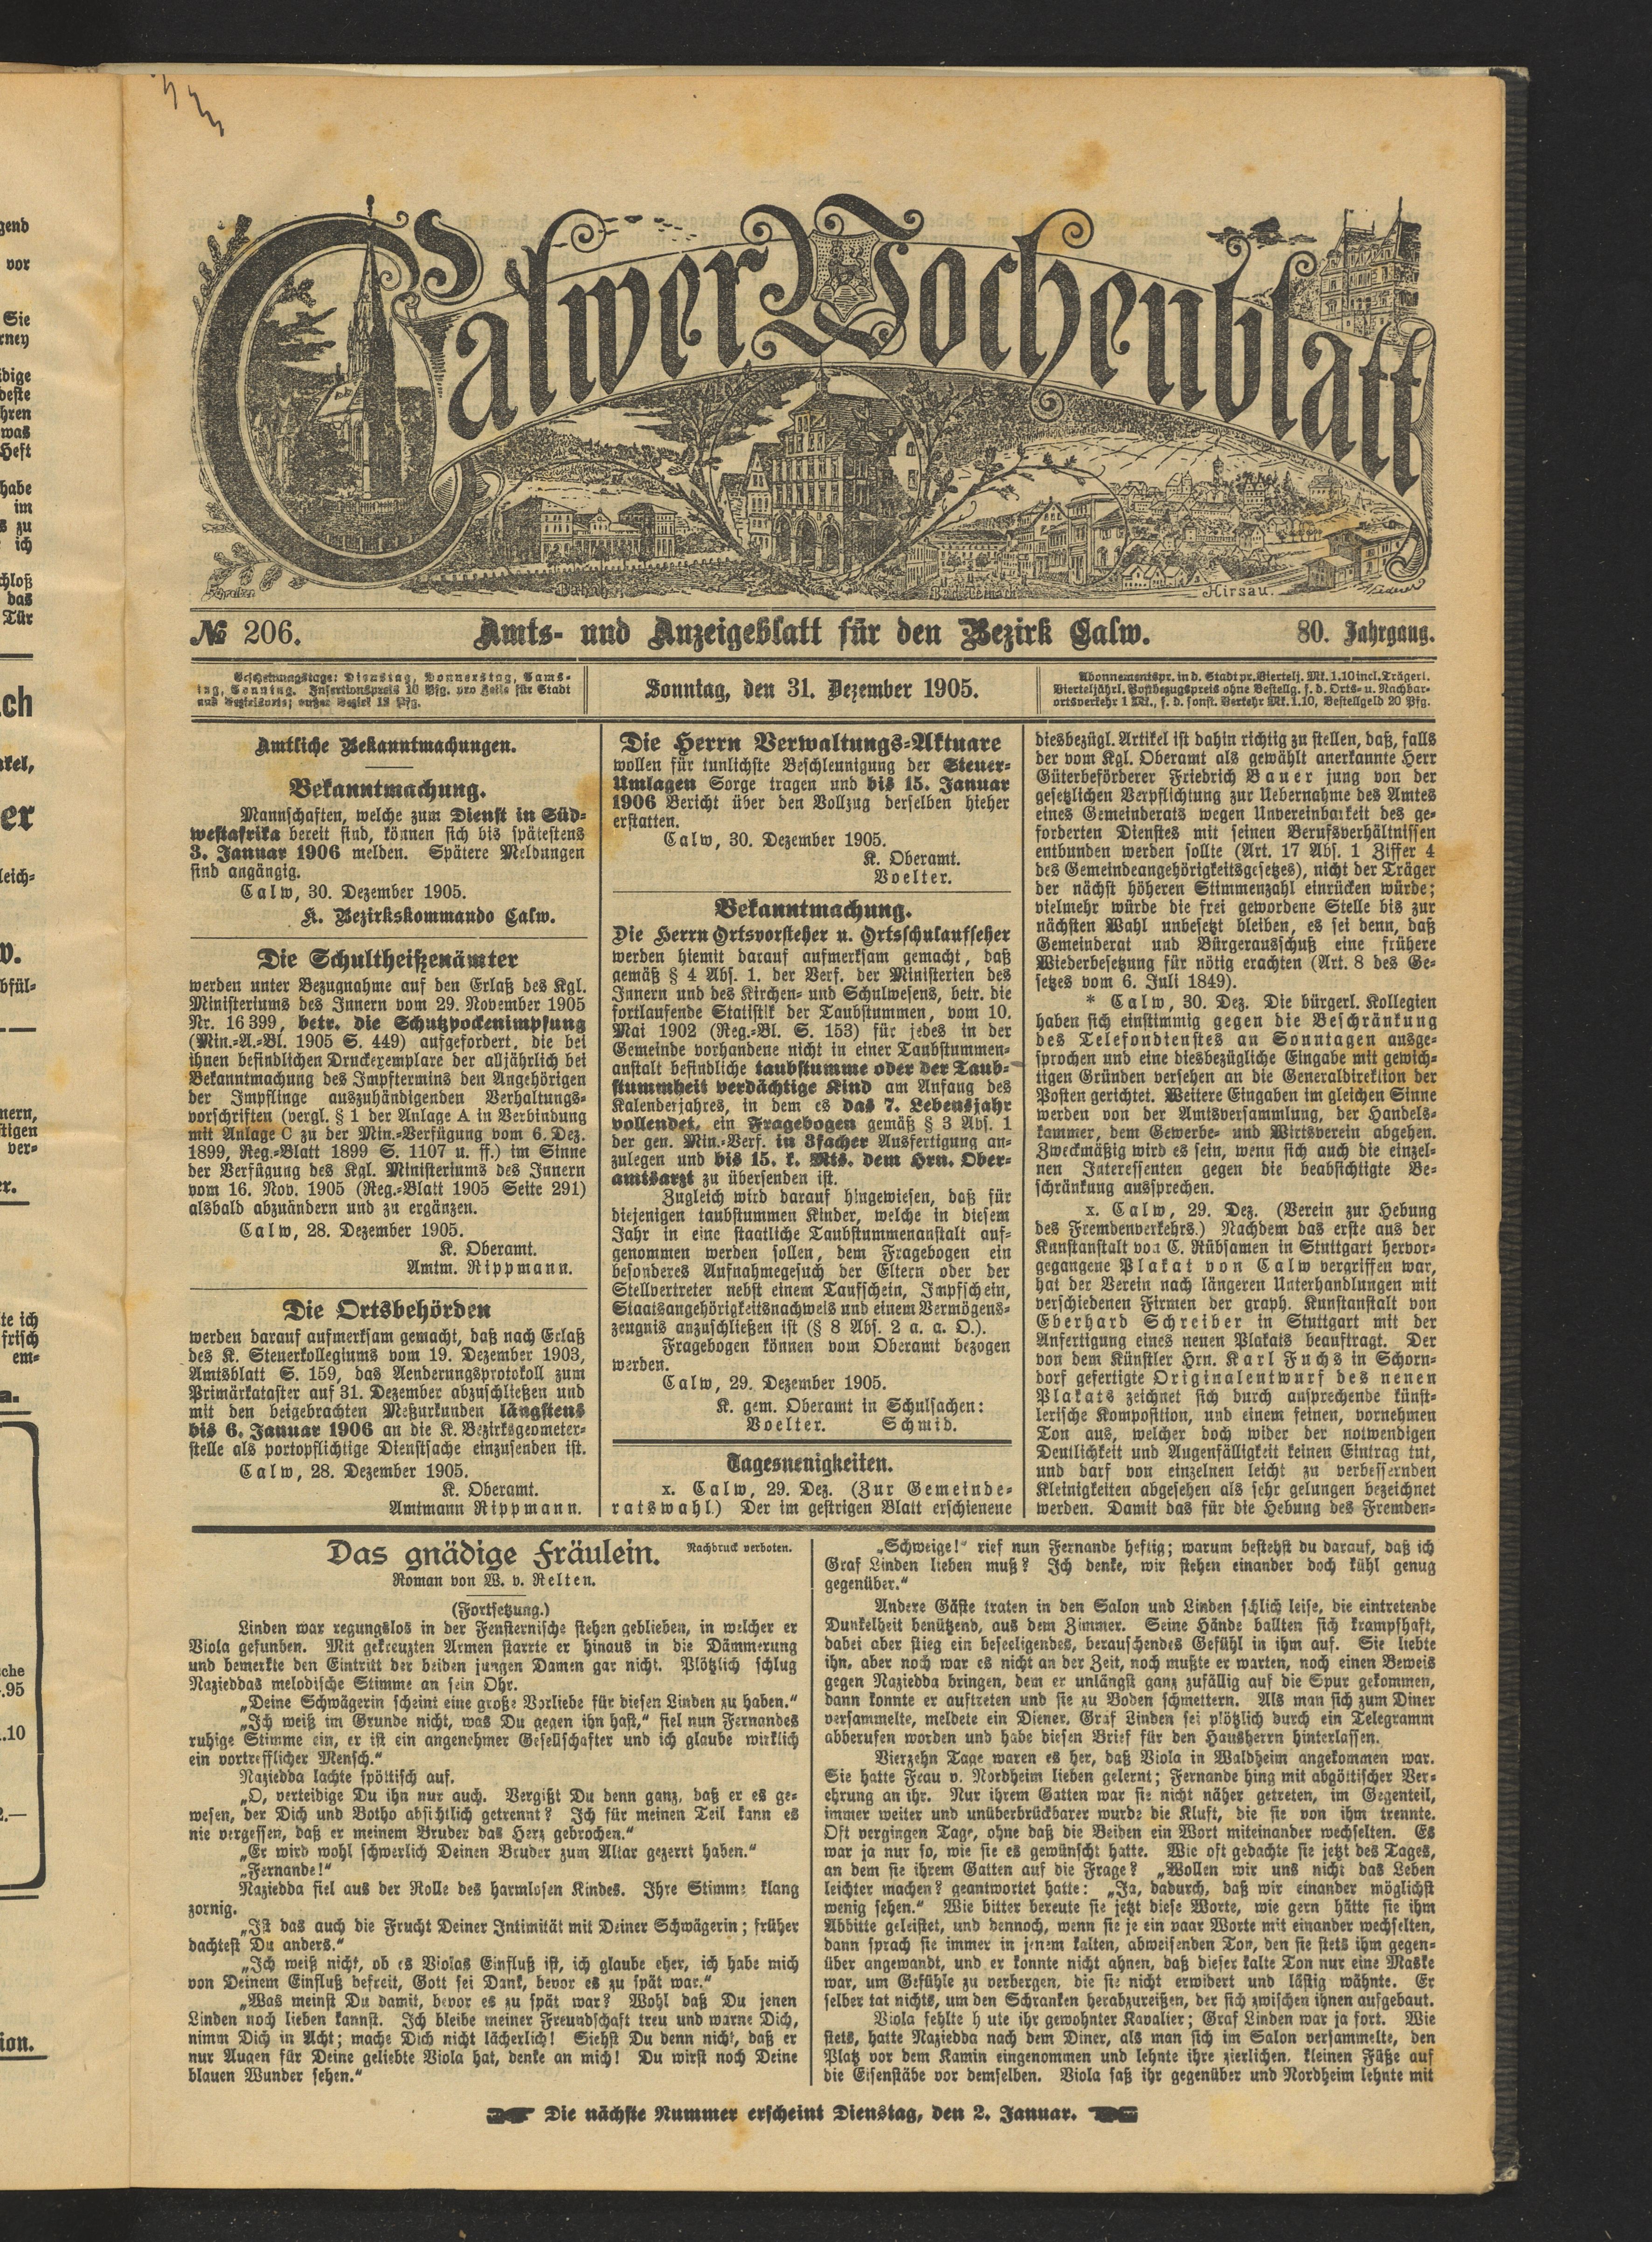 Calwer Wochenblatt
Bad Teinach
Hirsau.
№ 206.
Amts- und Anzeigeblatt für den Bezirk Calw.
80. Jahrgang.
Erscheinungstage: Dienstag, Donnerstag, Sams-
tag, Sonntag. Insertionspreis 10 Pfg. pro Zeile für Stadt
und Bezirksorte; außer Bezirk 12 Pfg.
Sonntag, den 31. Dezember 1905.
Abonnementspr. in d. Stadt pr. Viertelj. Mk. 1.10 incl. Trägerl.
Vierteljährl. Postbezugspreis ohne Bestellg. f. d. Orts- u. Nachbar-
ortsverkehr 1 Mk., f. d. sonst. Verkehr Mk. 1.10, Bestellgeld 20 Pfg.
Amtliche Bekanntmachungen.
Bekanntmachung.
Mannschaften, welche zum Dienst in Süd-
westafrika bereit sind, können sich bis spätestens
3. Januar 1906 melden. Spätere Meldungen
sind angängig.
Calw, 30. Dezember 1905.
K. Bezirkskommando Calw.
Die Schultheißenämter
werden unter Bezugnahme auf den Erlaß des Kgl.
Ministeriums des Innern vom 29. November 1905
Nr. 16 399, betr. die Schutzpockenimpfung
(Min.-A.-Bl. 1905 S. 449) aufgefordert, die bei
ihnen befindlichen Druckexemplare der alljährlich bei
Bekanntmachung des Impftermins den Angehörigen
der Impflinge auszuhändigenden Verhaltungs-
vorschriften (vergl. § 1 der Anlage A in Verbindung
mit Anlage C zu der Min.-Verfügung vom 6. Dez.
1899, Reg.-Blatt 1899 S. 1107 u. ff.) im Sinne
der Verfügung des Kgl. Ministeriums des Innern
vom 16. Nov. 1905 (Reg.-Blatt 1905 Seite 291)
alsbald abzuändern und zu ergänzen.
Calw, 28. Dezember 1905.
K. Oberamt.
Amtm. Rippmann.
Die Ortsbehörden
werden darauf aufmerksam gemacht, daß nach Erlaß
des K. Steuerkollegiums vom 19. Dezember 1903,
Amtsblatt S. 159, das Aenderungsprotokoll zum
Primärkataster auf 31. Dezember abzuschließen und
mit den beigebrachten Meßurkunden längstens
bis 6. Januar 1906 an die K. Bezirksgeometer-
stelle als portopflichtige Dienstsache einzusenden ist.
Calw, 28. Dezember 1905.
K. Oberamt.
Amtmann Rippmann.
Die Herrn Verwaltungs-Aktuare
wollen für tunlichste Beschleunigung der Steuer-
Umlagen Sorge tragen und bis 15. Januar
1906 Bericht über den Vollzug derselben hieher
erstatten.
Calw, 30. Dezember 1905.
K. Oberamt.
Voelter.
Bekanntmachung.
Die Herrn Ortsvorsteher u. Ortsschulaufseher
werden hiemit darauf aufmerksam gemacht, daß
gemäß § 4 Abs. 1. der Verf. der Ministerien des
Innern und des Kirchen- und Schulwesens, betr. die
fortlaufende Statistik der Taubstummen, vom 10.
Mai 1902 (Reg.-Bl. S. 153) für jedes in der
Gemeinde vorhandene nicht in einer Taubstummen-
anstalt befindliche taubstumme oder der Taub-
stummheit verdächtige Kind am Anfang des
Kalenderjahres, in dem es das 7. Lebensjahr
vollendet, ein Fragebogen gemäß § 3 Abs. 1
der gen. Min.-Verf. in 3facher Ausfertigung an-
zulegen und bis 15. k. Mts. dem Hrn. Ober-
amtsarzt zu übersenden ist.
Zugleich wird darauf hingewiesen, daß für
diejenigen taubstummen Kinder, welche in diesem
Jahr in eine staatliche Taubstummenanstalt auf-
genommen werden sollen, dem Fragebogen ein
besonderes Aufnahmegesuch der Eltern oder der
Stellvertreter nebst einem Taufschein, Impfschein,
Staatsangehörigkeitsnachweis und einem Vermögens-
zeugnis anzuschließen ist (§ 8 Abs. 2 a. a. O.).
Fragebogen können vom Oberamt bezogen
werden.
Calw, 29. Dezember 1905.
K. gem. Oberamt in Schulsachen:
Voelter. Schmid.
Tagesneuigkeiten.
x. Calw, 29. Dez. (Zur Gemeinde-
ratswahl.) Der im gestrigen Blatt erschienene
diesbezügl. Artikel ist dahin richtig zu stellen, daß, falls
der vom Kgl. Oberamt als gewählt anerkannte Herr
Güterbeförderer Friedrich Bauer jung von der
gesetzlichen Verpflichtung zur Uebernahme des Amtes
eines Gemeinderats wegen Unvereinbarkeit des ge-
forderten Dienstes mit seinen Berufsverhältnissen
entbunden werden sollte (Art. 17 Abs. 1 Ziffer 4
des Gemeindeangehörigkeitsgesetzes), nicht der Träger
der nächst höheren Stimmenzahl einrücken würde;
vielmehr würde die frei gewordene Stelle bis zur
nächsten Wahl unbesetzt bleiben, es sei denn, daß
Gemeinderat und Bürgerausschuß eine frühere
Wiederbesetzung für nötig erachten (Art. 8 des Ge-
setzes vom 6. Juli 1849).
* Calw, 30. Dez. Die bürgerl. Kollegien
haben sich einstimmig gegen die Beschränkung
des Telefondienstes an Sonntagen ausge-
sprochen und eine diesbezügliche Eingabe mit gewich-
tigen Gründen versehen an die Generaldirektion der
Posten gerichtet. Weitere Eingaben im gleichen Sinne
werden von der Amtsversammlung, der Handels-
kammer, dem Gewerbe- und Wirtsverein abgehen.
Zweckmäßig wird es sein, wenn sich auch die einzel-
nen Interessenten gegen die beabsichtigte Be-
schränkung aussprechen.
x. Calw, 29. Dez. (Verein zur Hebung
des Fremdenverkehrs.) Nachdem das erste aus der
Kunstanstalt von C. Rübsamen in Stuttgart hervor-
gegangene Plakat von Calw vergriffen war,
hat der Verein nach längeren Unterhandlungen mit
verschiedenen Firmen der graph. Kunstanstalt von
Eberhard Schreiber in Stuttgart mit der
Anfertigung eines neuen Plakats beauftragt. Der
von dem Künstler Hrn. Karl Fuchs in Schorn-
dorf gefertigte Originalentwurf des neuen
Plakats zeichnet sich durch ansprechende künst-
lerische Komposition, und einem feinen, vornehmen
Ton aus, welcher doch wider der notwendigen
Deutlichkeit und Augenfälligkeit keinen Eintrag tut,
und darf von einzelnen leicht zu verbessernden
Kleinigkeiten abgesehen als sehr gelungen bezeichnet
werden. Damit das für die Hebung des Fremden-
Das gnädige Fräulein.
Nachdruck verboten.
Roman von W. v. Relten.
(Fortsetzung.)
Linden war regungslos in der Fensternische stehen geblieben, in welcher er
Viola gefunden. Mit gekreuzten Armen starrte er hinaus in die Dämmerung
und bemerkte den Eintritt der beiden jungen Damen gar nicht. Plötzlich schlug
Nazieddas melodische Stimme an sein Ohr.
„Deine Schwägerin scheint eine große Vorliebe für diesen Linden zu haben.“
„Ich weiß im Grunde nicht, was Du gegen ihn hast,“ fiel nun Fernandes
ruhige Stimme ein, er ist ein angenehmer Gesellschafter und ich glaube wirklich
ein vortrefflicher Mensch.“
Naziedda lachte spöttisch auf.
„O, verteidige Du ihn nur auch. Vergißt Du denn ganz, daß er es ge-
wesen, der Dich und Botho absichtlich getrennt? Ich für meinen Teil kann es
nie vergessen, daß er meinem Bruder das Herz gebrochen.“
„Er wird wohl schwerlich Deinen Bruder zum Altar gezerrt haben.“
„Fernande!“
Naziedda fiel aus der Rolle des harmlosen Kindes. Ihre Stimme klang
zornig.
„Ist das auch die Frucht Deiner Intimität mit Deiner Schwägerin; früher
dachtest Du anders.“
„Ich weiß nicht, ob es Violas Einfluß ist, ich glaube eher, ich habe mich
von Deinem Einfluß befreit, Gott sei Dank, bevor es zu spät war.“
„Was meinst Du damit, bevor es zu spät war? Wohl daß Du jenen
Linden noch lieben kannst. Ich bleibe meiner Freundschaft treu und warne Dich,
nimm Dich in Acht; mache Dich nicht lächerlich! Siehst Du denn nicht, daß er
nur Augen für Deine geliebte Viola hat, denke an mich! Du wirst noch Deine
blauen Wunder sehen.“
„Schweige!“ rief nun Fernande heftig; warum bestehst du darauf, daß ich
Graf Linden lieben muß? Ich denke, wir stehen einander doch kühl genug
gegenüber.“
Andere Gäste traten in den Salon und Linden schlich leise, die eintretende
Dunkelheit benützend, aus dem Zimmer. Seine Hände ballten sich krampfhaft,
dabei aber stieg ein beseeligendes, berauschendes Gefühl in ihm auf. Sie liebte
ihn, aber noch war es nicht an der Zeit, noch mußte er warten, noch einen Beweis
gegen Naziedda bringen, dem er unlängst ganz zufällig auf die Spur gekommen,
dann konnte er auftreten und sie zu Boden schmettern. Als man sich zum Diner
versammelte, meldete ein Diener, Graf Linden sei plötzlich durch ein Telegramm
abberufen worden und habe diesen Brief für den Hausherrn hinterlassen.
Vierzehn Tage waren es her, daß Viola in Waldheim angekommen war.
Sie hatte Frau v. Nordheim lieben gelernt; Fernande hing mit abgöttischer Ver-
ehrung an ihr. Nur ihrem Gatten war sie nicht näher getreten, im Gegenteil,
immer weiter und unüberbrückbarer wurde die Kluft, die sie von ihm trennte.
Oft vergingen Tage, ohne daß die Beiden ein Wort miteinander wechselten. Es
war ja nur so, wie sie es gewünscht hatte. Wie oft gedachte sie jetzt des Tages,
an dem sie ihrem Gatten auf die Frage? „Wollen wir uns nicht das Leben
leichter machen? geantwortet hatte: „Ja, dadurch, daß wir einander möglichst
wenig sehen.“ Wie bitter bereute sie jetzt diese Worte, wie gern hätte sie ihm
Abbitte geleistet, und dennoch, wenn sie je ein paar Worte mit einander wechselten,
dann sprach sie immer in jenem kalten, abweisenden Ton, den sie stets ihm gegen-
über angewandt, und er konnte nicht ahnen, daß dieser kalte Ton nur eine Maske
war, um Gefühle zu verbergen, die sie nicht erwidert und lästig wähnte. Er
selber tat nichts, um den Schranken herabzureißen, der sich zwischen ihnen aufgebaut.
Viola fehlte h ute ihr gewohnter Kavalier; Graf Linden war ja fort. Wie
stets, hatte Naziedda nach dem Diner, als man sich im Salon versammelte, den
Platz vor dem Kamin eingenommen und lehnte ihre zierlichen, kleinen Füße auf
die Eisenstäbe vor demselben. Viola saß ihr gegenüber und Nordheim lehnte mit
Die nächste Nummer erscheint Dienstag, den 2. Januar.